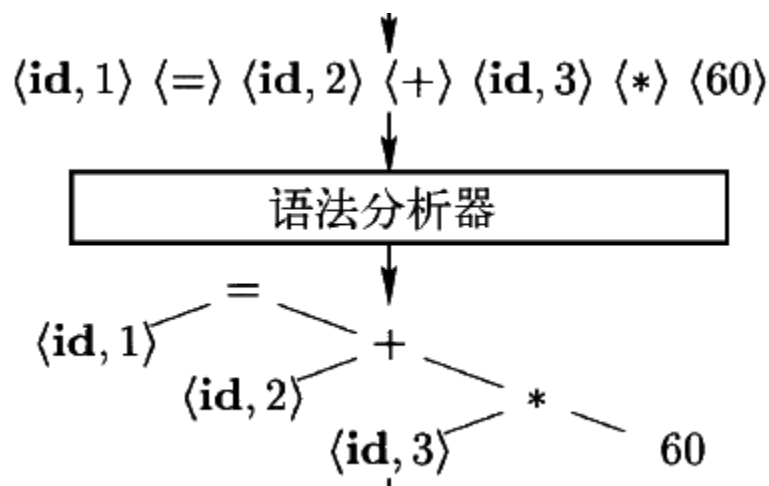 ⟨id, 1⟩ ⟨=⟩ ⟨id, 2⟩ ⟨+⟩ ⟨id, 3⟩ ⟨*⟩ ⟨60⟩
语法分析器
=
⟨id, 1⟩
+
⟨id, 2⟩
*
⟨id, 3⟩ 60